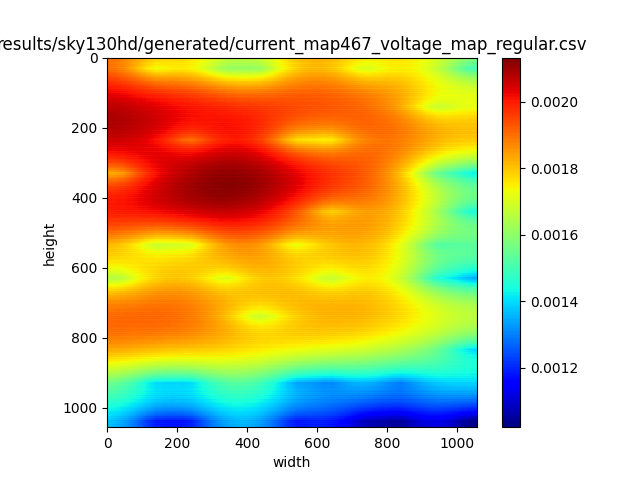 results/sky130hd/generated/current_map467_voltage_map_regular.csv
0
200
400
600
800
1000
height
0 200 400 600 800 1000
width
0.0020
0.0018
0.0016
0.0014
0.0012